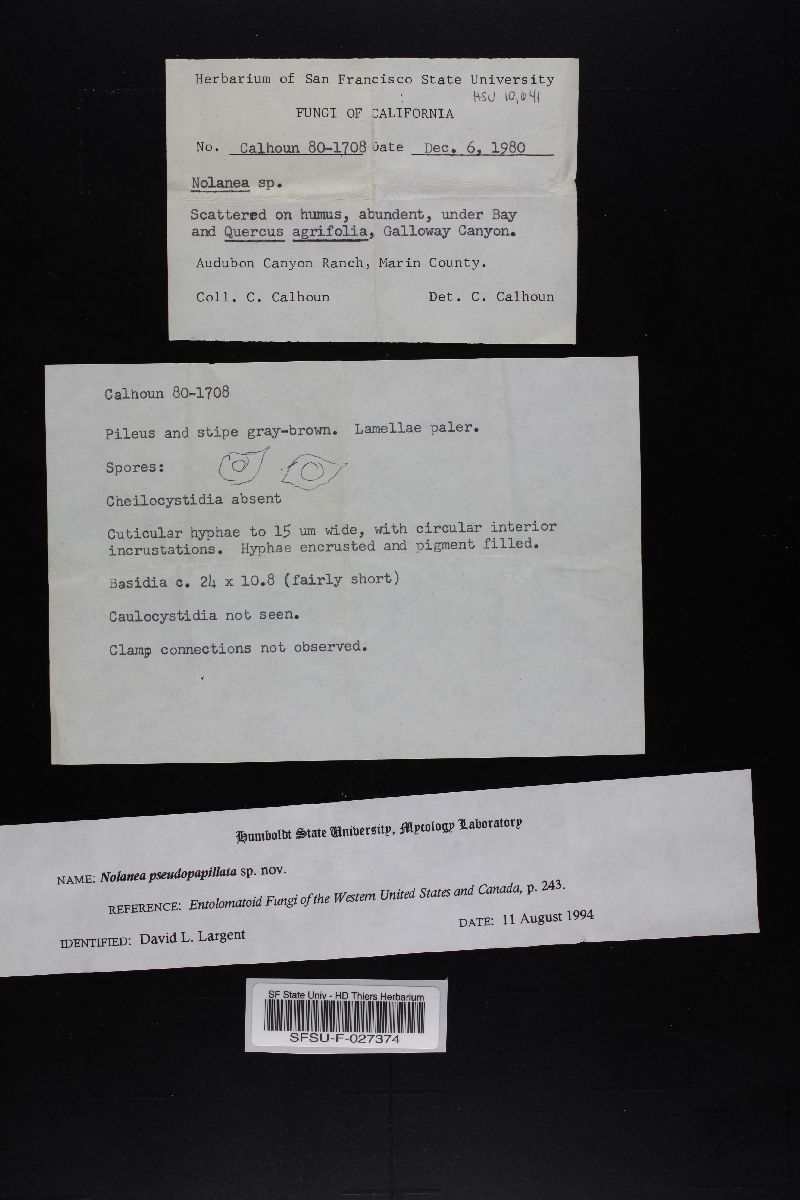 Herbarium of San Francisco State University
HSU 10,641
FUNGI OF CALIFORNIA
No. Calhoun 80-1708 Date Dec. 6, 1980
Nolanea sp.
Scattered on humus, abundent, under Bay
and Quercus agrifolia, Galloway Canyon.
Audubon Canyon Ranch, Marin County.
Coll. C. Calhoun Det. C. Calhoun
Calhoun 80-1708
Pileus and stipe gray-brown. Lamellae paler.
Spores:
Cheilocystidia absent
Cuticular hyphae to 15 um wide, with circular interior
incrustations. Hyphae encrusted and pigment filled.
Basidia c. 24 x 10.8 (fairly short)
Caulocystidia not seen.
Clamp connections not observed.
Humboldt State University, Mycology Laboratory
NAME: Nolanea pseudopapillata sp. nov.
REFERENCE: Entolomatoid Fungi of the Western United States and Canada, p. 243.
IDENTIFIED: David L. Largent DATE: 11 August 1994
SF State Univ - HD Thiers Herbarium
SFSU-F-027374